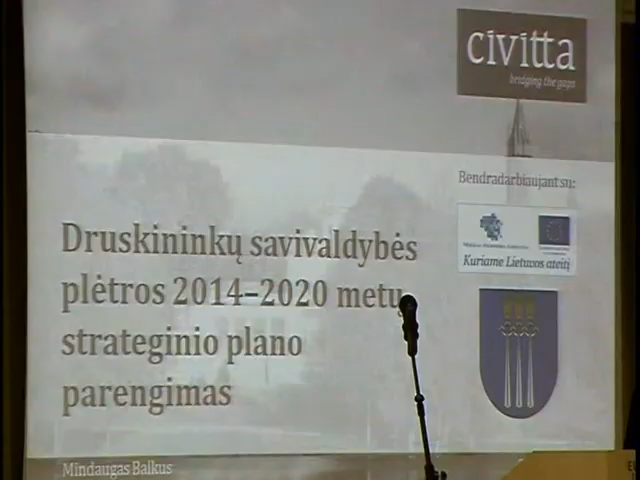 civitta
bridging the gaps
Bendradarbiaujant su:
Kuriame Lietuvos ateitį
Druskininkų savivaldybės
plėtros 2014–2020 metų
strateginio plano
parengimas
Mindaugas Balkus